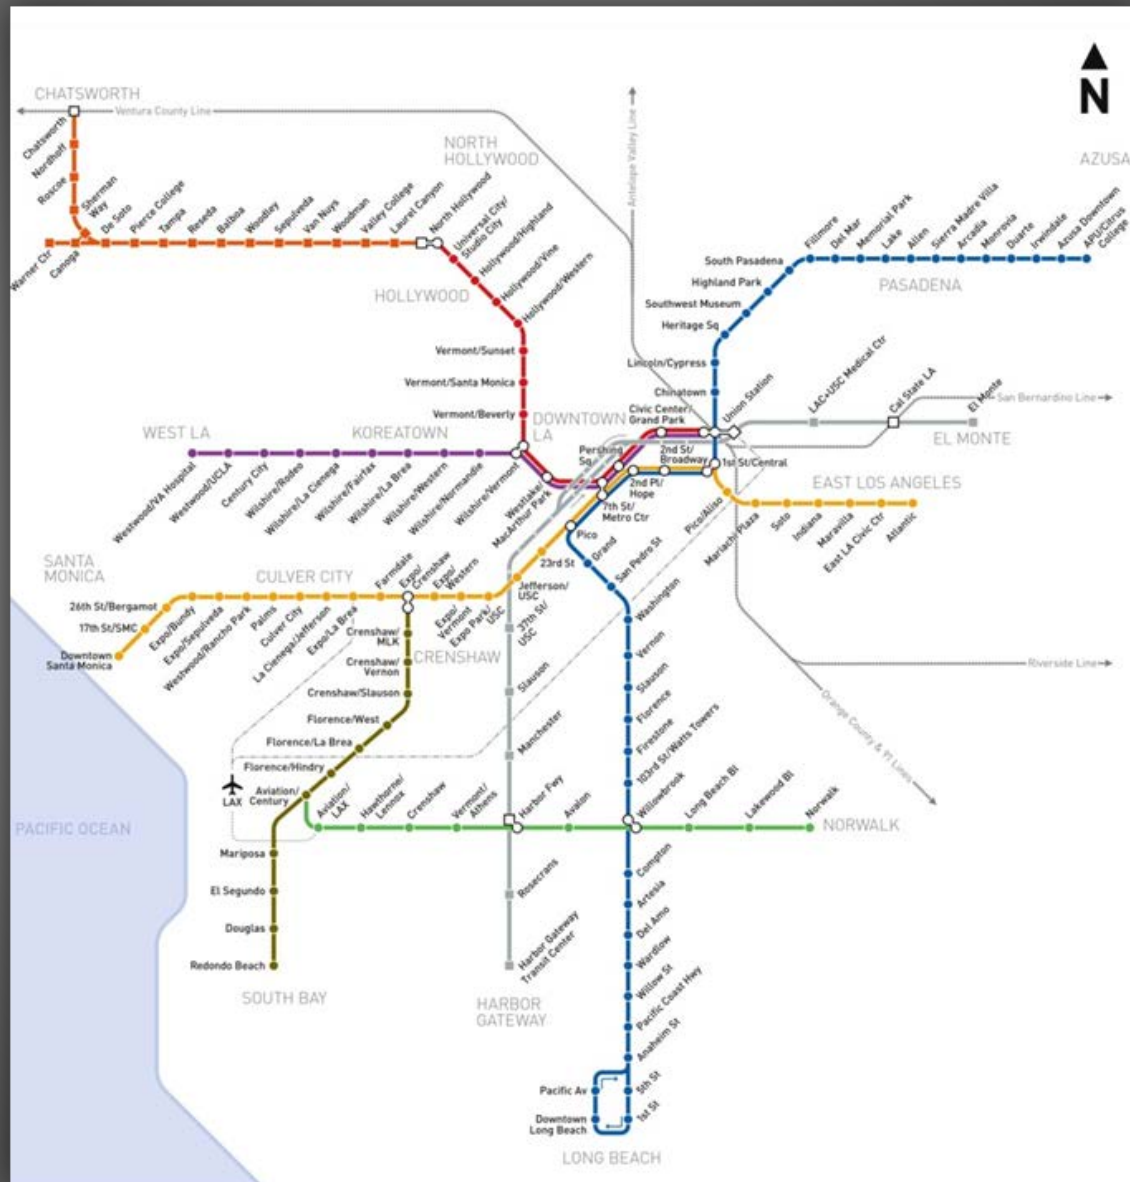 N
CHATSWORTH
Ventura County Line
Chatsworth
Nordhoff
Roscoe
Sherman
Way
Warner Ctr
Canoga
De Soto
Pierce College
Tampa
Reseda
Balboa
Woodley
Sepulveda
Van Nuys
Woodman
Valley College
Laurel Canyon
NORTH
HOLLYWOOD
North Hollywood
Universal City/
Studio City
Hollywood/Highland
Hollywood/Vine
Hollywood/Western
HOLLYWOOD
Vermont/Sunset
Vermont/Santa Monica
Vermont/Beverly
Antelope Valley Line
AZUSA
APU/Citrus
College
Azusa Downtown
Irwindale
Duarte
Monrovia
Arcadia
Sierra Madre Villa
Allen
Lake
Memorial Park
Del Mar
Fillmore
PASADENA
South Pasadena
Highland Park
Southwest Museum
Heritage Sq
Lincoln/Cypress
Chinatown
Union Station
LAC+USC Medical Ctr
Cal State LA
El Monte
San Bernardino Line
EL MONTE
DOWNTOWN
LA
Civic Center/
Grand Park
Pershing
Sq
2nd St/
Broadway
1st St/Central
2nd Pl/
Hope
7th St/
Metro Ctr
WEST LA
KOREATOWN
Westwood/VA Hospital
Westwood/UCLA
Century City
Wilshire/Rodeo
Wilshire/La Cienega
Wilshire/Fairfax
Wilshire/La Brea
Wilshire/Western
Wilshire/Normandie
Wilshire/Vermont
Westlake/
MacArthur Park
EAST LOS ANGELES
Pico/Aliso
Mariachi Plaza
Soto
Indiana
Maravilla
East LA Civic Ctr
Atlantic
SANTA
MONICA
CULVER CITY
26th St/Bergamot
17th St/SMC
Downtown
Santa Monica
Expo/Bundy
Expo/Sepulveda
Westwood/Rancho Park
Palms
Culver City
La Cienega/Jefferson
Expo/La Brea
Farmdale
Expo/
Crenshaw
Expo/
Western
Expo/
Vermont
Expo Park/
USC
Jefferson/
USC
23rd St
Pico
Grand
San Pedro St
Washington
Vernon
Slauson
Florence
Firestone
103rd St/Watts Towers
Willowbrook
Compton
Artesia
Del Amo
Wardlow
Willow St
Pacific Coast Hwy
Anaheim St
5th St
1st St
Pacific Av
Downtown
Long Beach
LONG BEACH
CRENSHAW
Crenshaw/
MLK
Crenshaw/
Vernon
Crenshaw/Slauson
Florence/West
Florence/La Brea
Florence/Hindry
Aviation/
Century
LAX
Mariposa
El Segundo
Douglas
Redondo Beach
SOUTH BAY
Aviation/
LAX
Hawthorne/
Lennox
Crenshaw
Vermont/
Athens
Harbor Fwy
Avalon
Long Beach Bl
Lakewood Bl
Norwalk
NORWALK
37th St/
USC
Slauson
Manchester
Rosecrans
Harbor Gateway
Transit Center
HARBOR
GATEWAY
Riverside Line
Orange County & PV Lines
PACIFIC OCEAN